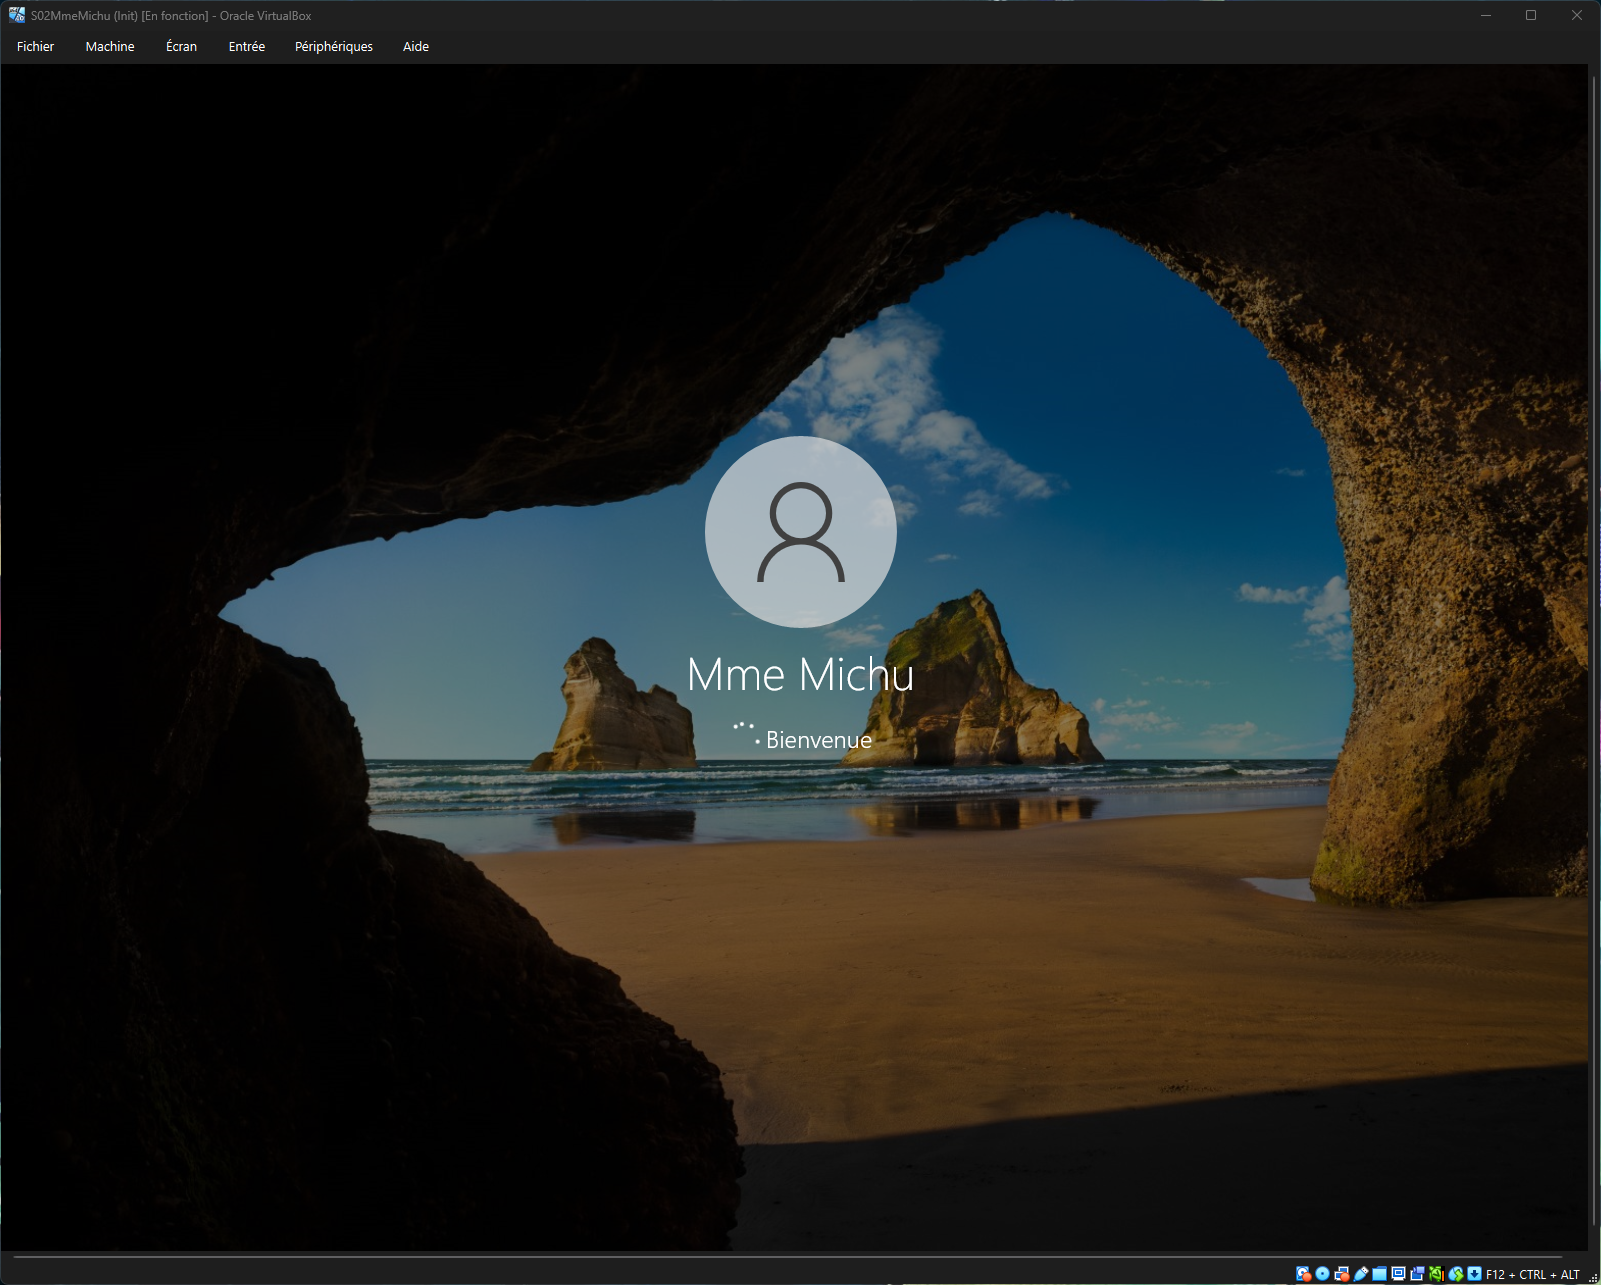 S02MmeMichu (Init) [En fonction] - Oracle VirtualBox
Fichier Machine Écran Entrée Périphériques Aide
Mme Michu
Bienvenue
F12 + CTRL + ALT